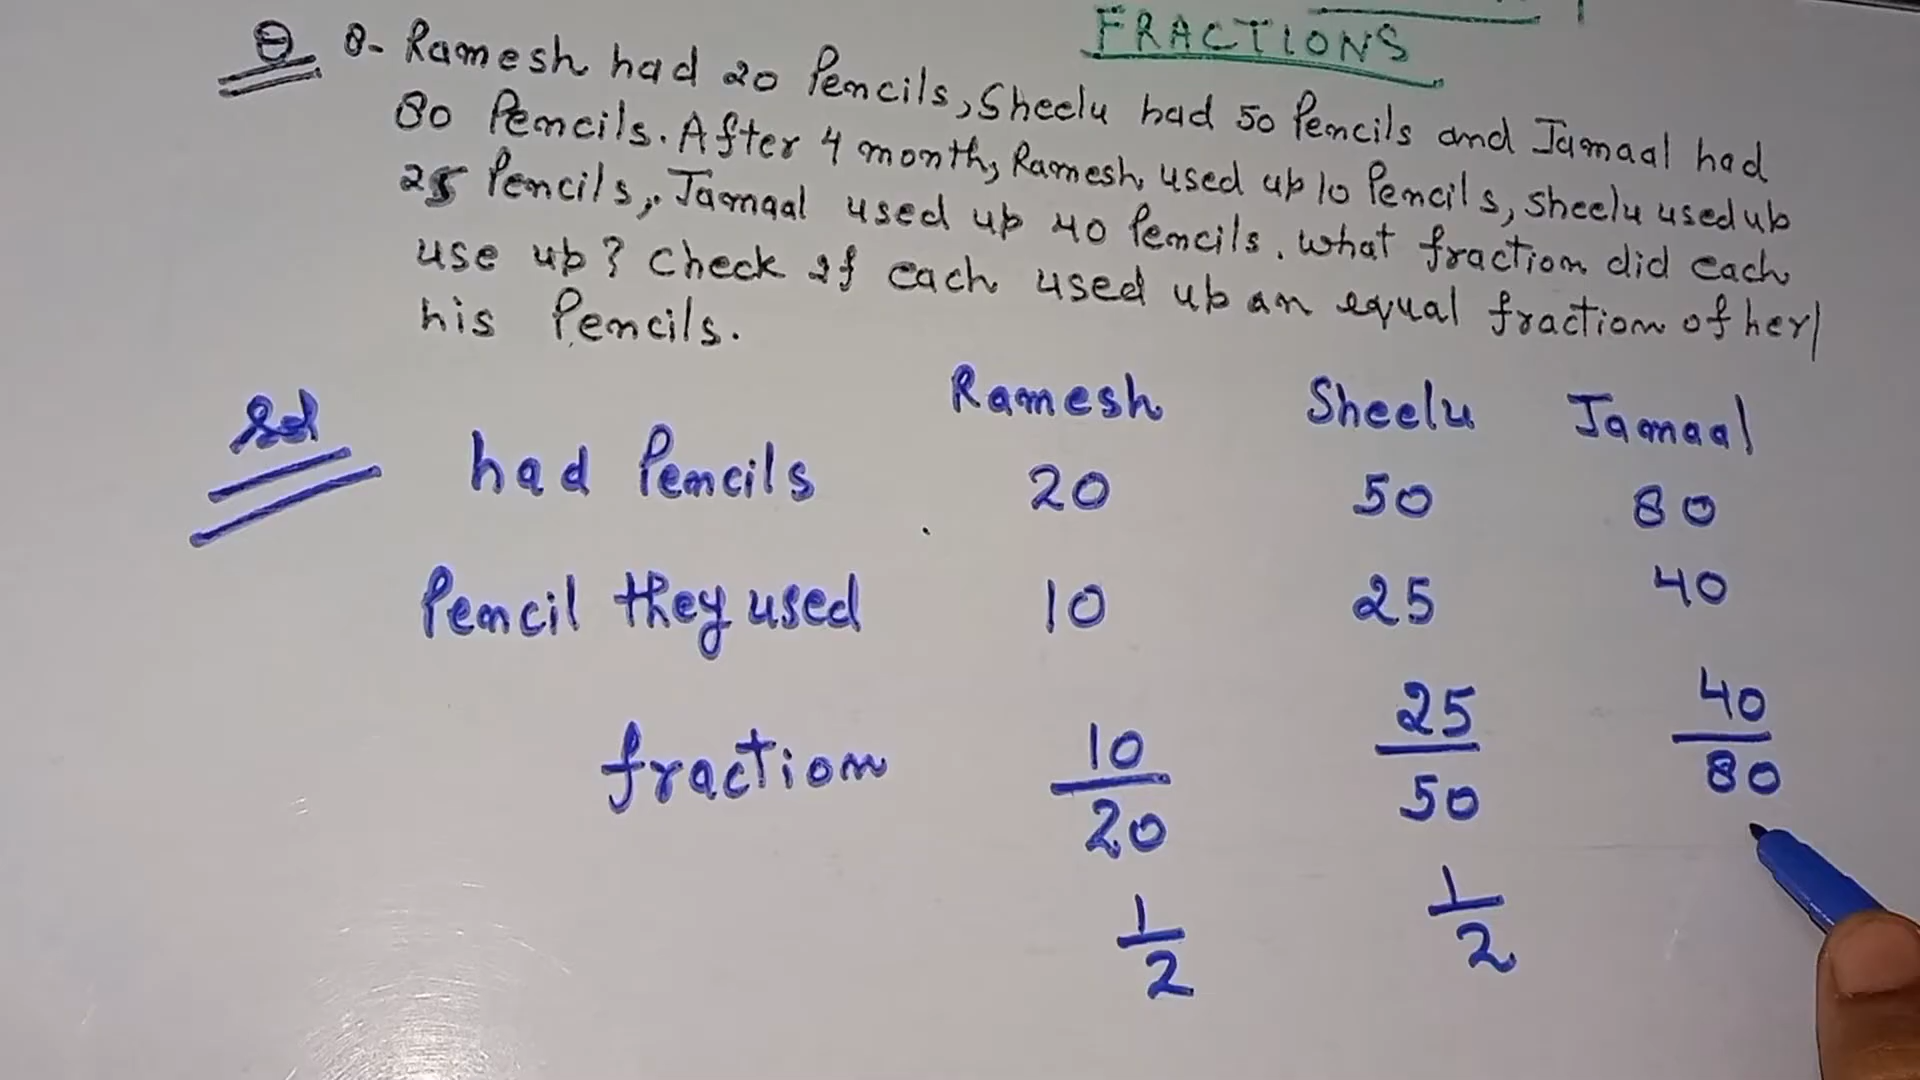 FRACTIONS
Q 8- Ramesh had 20 Pencils, Sheelu had 50 Pencils and Jamaal had
80 Pencils. After 4 month, Ramesh used up 10 Pencils, Sheelu used up
25 Pencils, Jamaal used up 40 Pencils. What fraction did each
use up? Check If each used up an equal fraction of her/
his Pencils.
Sol
Ramesh Sheelu Jamaal
had Pencils 20 50 80
Pencil they used 10 25 40
fraction 10/20 25/50 40/80
1/2 1/2